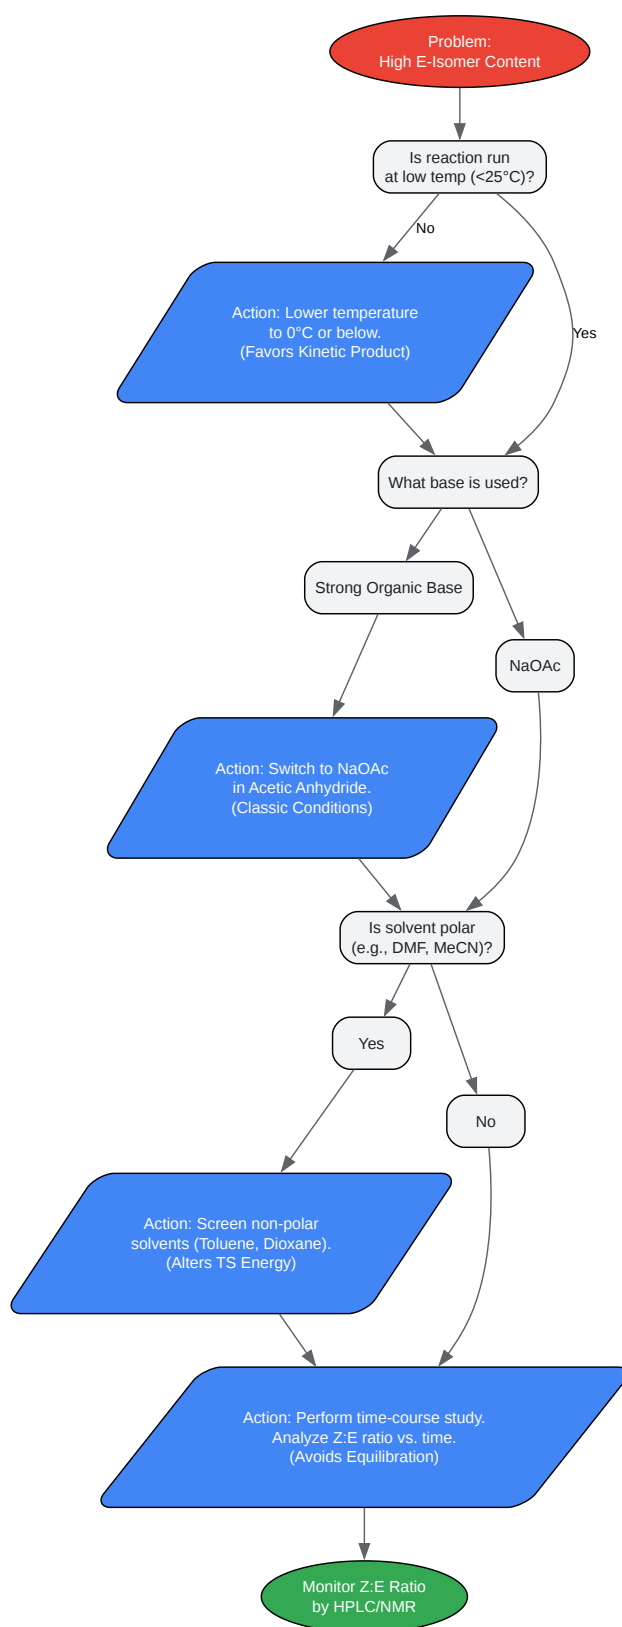 Problem:
High E-Isomer Content
Is reaction run
at low temp (<25°C)?
No
Action: Lower temperature
to 0°C or below.
(Favors Kinetic Product)
Yes
What base is used?
Strong Organic Base
NaOAc
Action: Switch to NaOAc
in Acetic Anhydride.
(Classic Conditions)
Is solvent polar
(e.g., DMF, MeCN)?
Yes
No
Action: Screen non-polar
solvents (Toluene, Dioxane).
(Alters TS Energy)
Action: Perform time-course study.
Analyze Z:E ratio vs. time.
(Avoids Equilibration)
Monitor Z:E Ratio
by HPLC/NMR